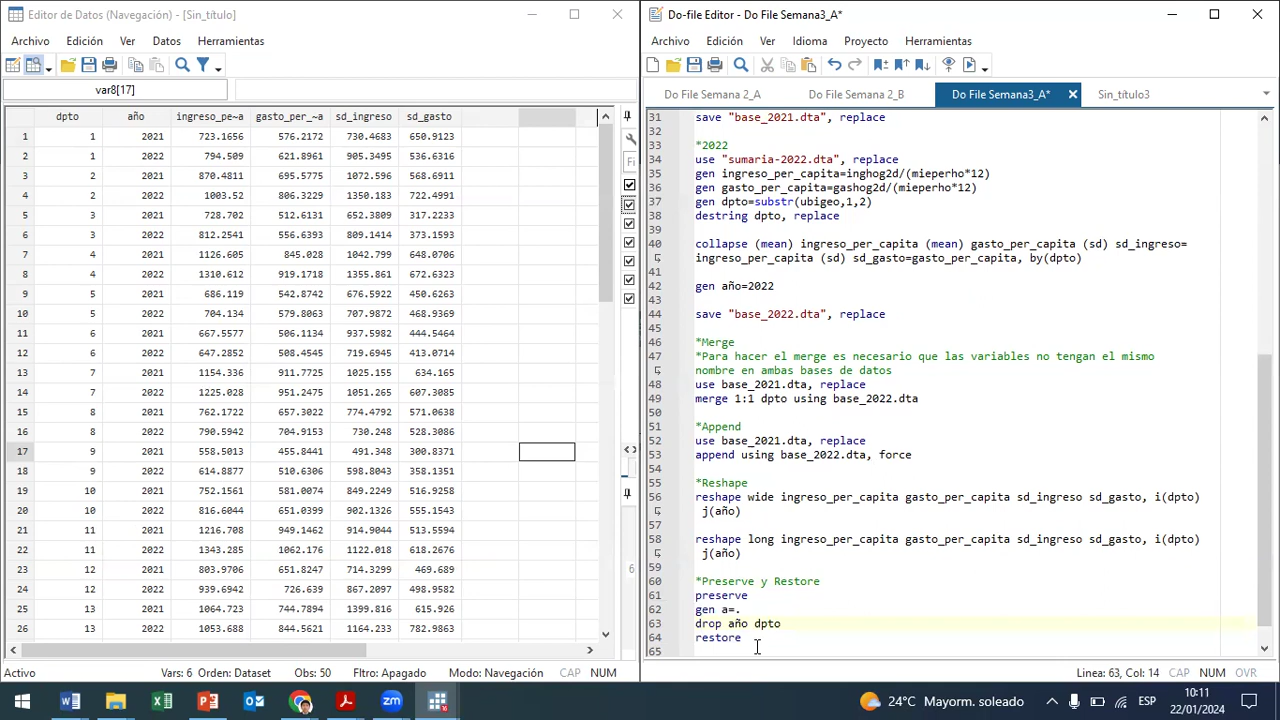 Editor de Datos (Navegación) - [Sin_título]
Archivo Edición Ver Datos Herramientas
var8[17]
dpto año ingreso_pe~a gasto_per_~a sd_ingreso sd_gasto
1 1 2021 723.1656 576.2172 730.4683 650.9123
2 1 2022 794.509 621.8961 905.3495 536.6316
3 2 2021 870.4811 695.5775 1072.596 568.6911
4 2 2022 1003.52 806.3229 1350.183 722.4991
5 3 2021 728.702 512.6131 652.3809 317.2233
6 3 2022 812.2541 556.6393 809.1414 373.1593
7 4 2021 1126.605 845.028 1042.799 648.0706
8 4 2022 1310.612 919.1718 1355.861 672.6323
9 5 2021 686.119 542.8742 676.5922 450.6263
10 5 2022 704.134 579.8063 707.9872 468.9369
11 6 2021 667.5577 506.1134 937.5982 444.5464
12 6 2022 647.2852 508.4545 719.6945 413.0714
13 7 2021 1154.336 911.7725 1025.155 634.165
14 7 2022 1225.028 951.2475 1051.265 607.3085
15 8 2021 762.1722 657.3022 774.4792 571.0638
16 8 2022 790.5942 704.9153 730.248 528.3086
17 9 2021 558.5013 455.8441 491.348 300.8371
18 9 2022 614.8877 510.6306 598.8043 358.1351
19 10 2021 752.1561 581.0074 849.2249 516.9258
20 10 2022 816.6044 651.0399 902.1326 555.1543
21 11 2021 1216.708 949.1462 914.9044 513.5594
22 11 2022 1343.285 1062.176 1122.018 618.2676
23 12 2021 803.9706 651.8247 714.3299 469.689
24 12 2022 939.6942 726.639 867.2097 498.9582
25 13 2021 1064.723 744.7894 1399.816 615.926
26 13 2022 1053.688 844.5621 1164.233 782.9863
Fi
6
Activo Vars: 6 Orden: Dataset Obs: 50 Filtro: Apagado Modo: Navegación CAP NUM
Do-file Editor - Do File Semana3_A*
Archivo Edición Ver Idioma Proyecto Herramientas
Do File Semana 2_A Do File Semana 2_B Do File Semana3_A* Sin_título3
31 save "base_2021.dta", replace
32
33 *2022
34 use "sumaria-2022.dta", replace
35 gen ingreso_per_capita=inghog2d/(mieperho*12)
36 gen gasto_per_capita=gashog2d/(mieperho*12)
37 gen dpto=substr(ubigeo,1,2)
38 destring dpto, replace
39
40 collapse (mean) ingreso_per_capita (mean) gasto_per_capita (sd) sd_ingreso=
ingreso_per_capita (sd) sd_gasto=gasto_per_capita, by(dpto)
41
42 gen año=2022
43
44 save "base_2022.dta", replace
45
46 *Merge
47 *Para hacer el merge es necesario que las variables no tengan el mismo
nombre en ambas bases de datos
48 use base_2021.dta, replace
49 merge 1:1 dpto using base_2022.dta
50
51 *Append
52 use base_2021.dta, replace
53 append using base_2022.dta, force
54
55 *Reshape
56 reshape wide ingreso_per_capita gasto_per_capita sd_ingreso sd_gasto, i(dpto)
j(año)
57
58 reshape long ingreso_per_capita gasto_per_capita sd_ingreso sd_gasto, i(dpto)
j(año)
59
60 *Preserve y Restore
61 preserve
62 gen a=.
63 drop año dpto
64 restore
65
Línea: 63, Col: 14 CAP NUM OVR
24°C Mayorm. soleado ESP 10:11
22/01/2024